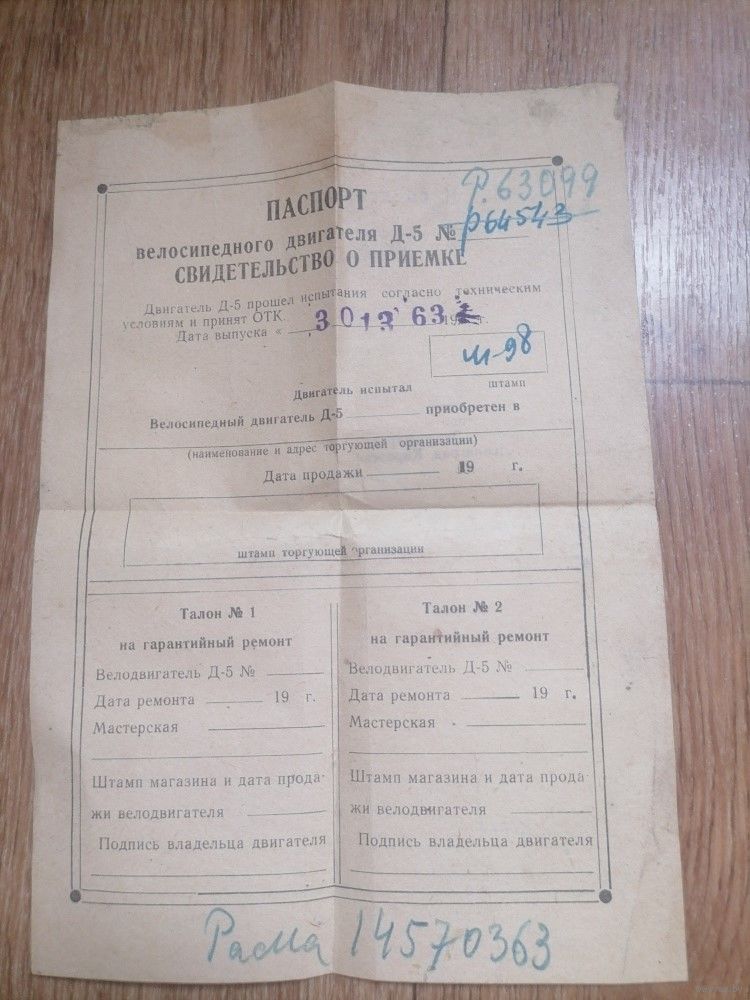 Р.63099
ПАСПОРТ
велосипедного двигателя Д-5 № Р64543
СВИДЕТЕЛЬСТВО О ПРИЕМКЕ
Двигатель Д-5 прошел испытания согласно техническим
условиям и принят ОТК.
Дата выпуска « 3013 63 19 г.
м-98
Двигатель испытал штамп
Велосипедный двигатель Д-5 приобретен в
(наименование и адрес торгующей организации)
Дата продажи 19 г.
штамп торгующей организации
Талон № 1
на гарантийный ремонт
Велодвигатель Д-5 №
Дата ремонта 19 г.
Мастерская
Штамп магазина и дата прода-
жи велодвигателя
Подпись владельца двигателя
Талон № 2
на гарантийный ремонт
Велодвигатель Д-5 №
Дата ремонта 19 г.
Мастерская
Штамп магазина и дата прода-
жи велодвигателя
Подпись владельца двигателя
Рама 14570363